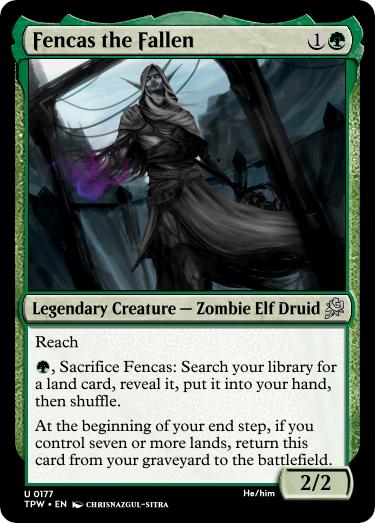 Fencas the Fallen 1
Legendary Creature — Zombie Elf Druid
Reach
, Sacrifice Fencas: Search your library for
a land card, reveal it, put it into your hand,
then shuffle.
At the beginning of your end step, if you
control seven or more lands, return this
card from your graveyard to the battlefield.
2/2
U 0177
He/him
TPW • EN CHRISNAZGUL-SITRA